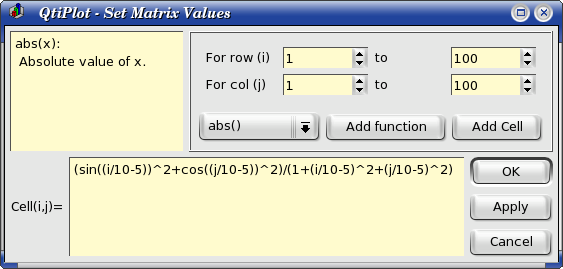 QtiPlot - Set Matrix Values
abs(x):
Absolute value of x.
For row (i) 1 to 100
For col (j) 1 to 100
abs() Add function Add Cell
Cell(i,j)= (sin((i/10-5))^2+cos((j/10-5))^2)/(1+(i/10-5)^2+(j/10-5)^2)
OK
Apply
Cancel